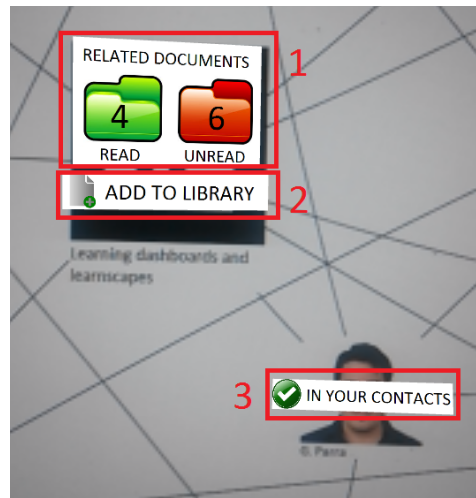 RELATED DOCUMENTS
1
4
6
READ
UNREAD
ADD TO LIBRARY
2
Learning dashboards and
learnscapes
3
IN YOUR CONTACTS
G. Parra